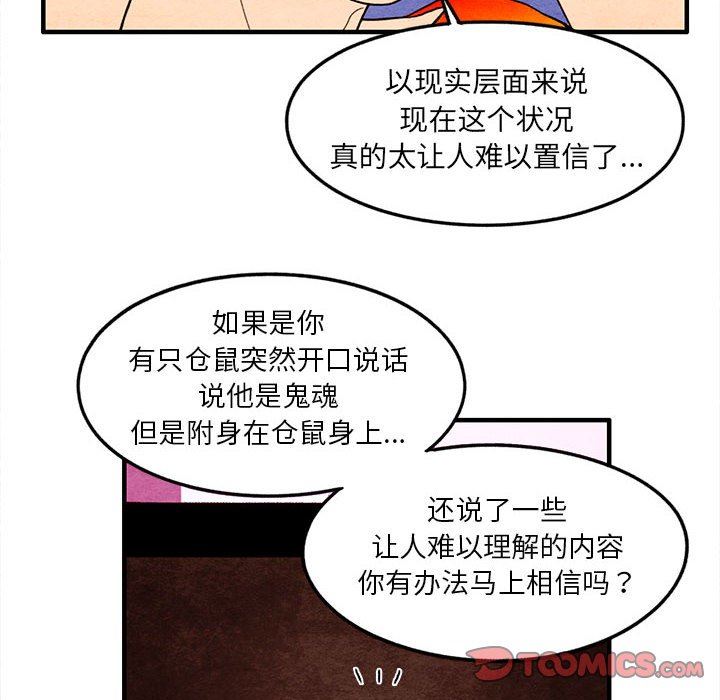 以现实层面来说
现在这个状况
真的太让人难以置信了...
如果是你
有只仓鼠突然开口说话
说他是鬼魂
但是附身在仓鼠身上...
还说了一些
让人难以理解的内容
你有办法马上相信吗？
TOOMICS.COM